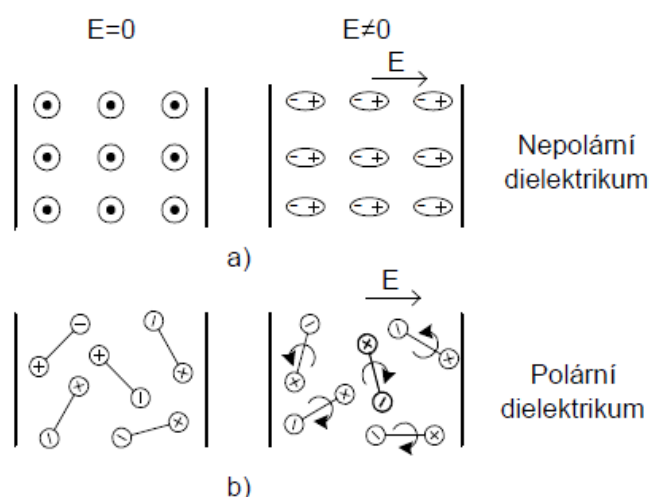 E=0
E≠0
E
- + - + - +
- + - + - +
- + - + - +
Nepolární
dielektrikum
a)
E
Polární
dielektrikum
b)